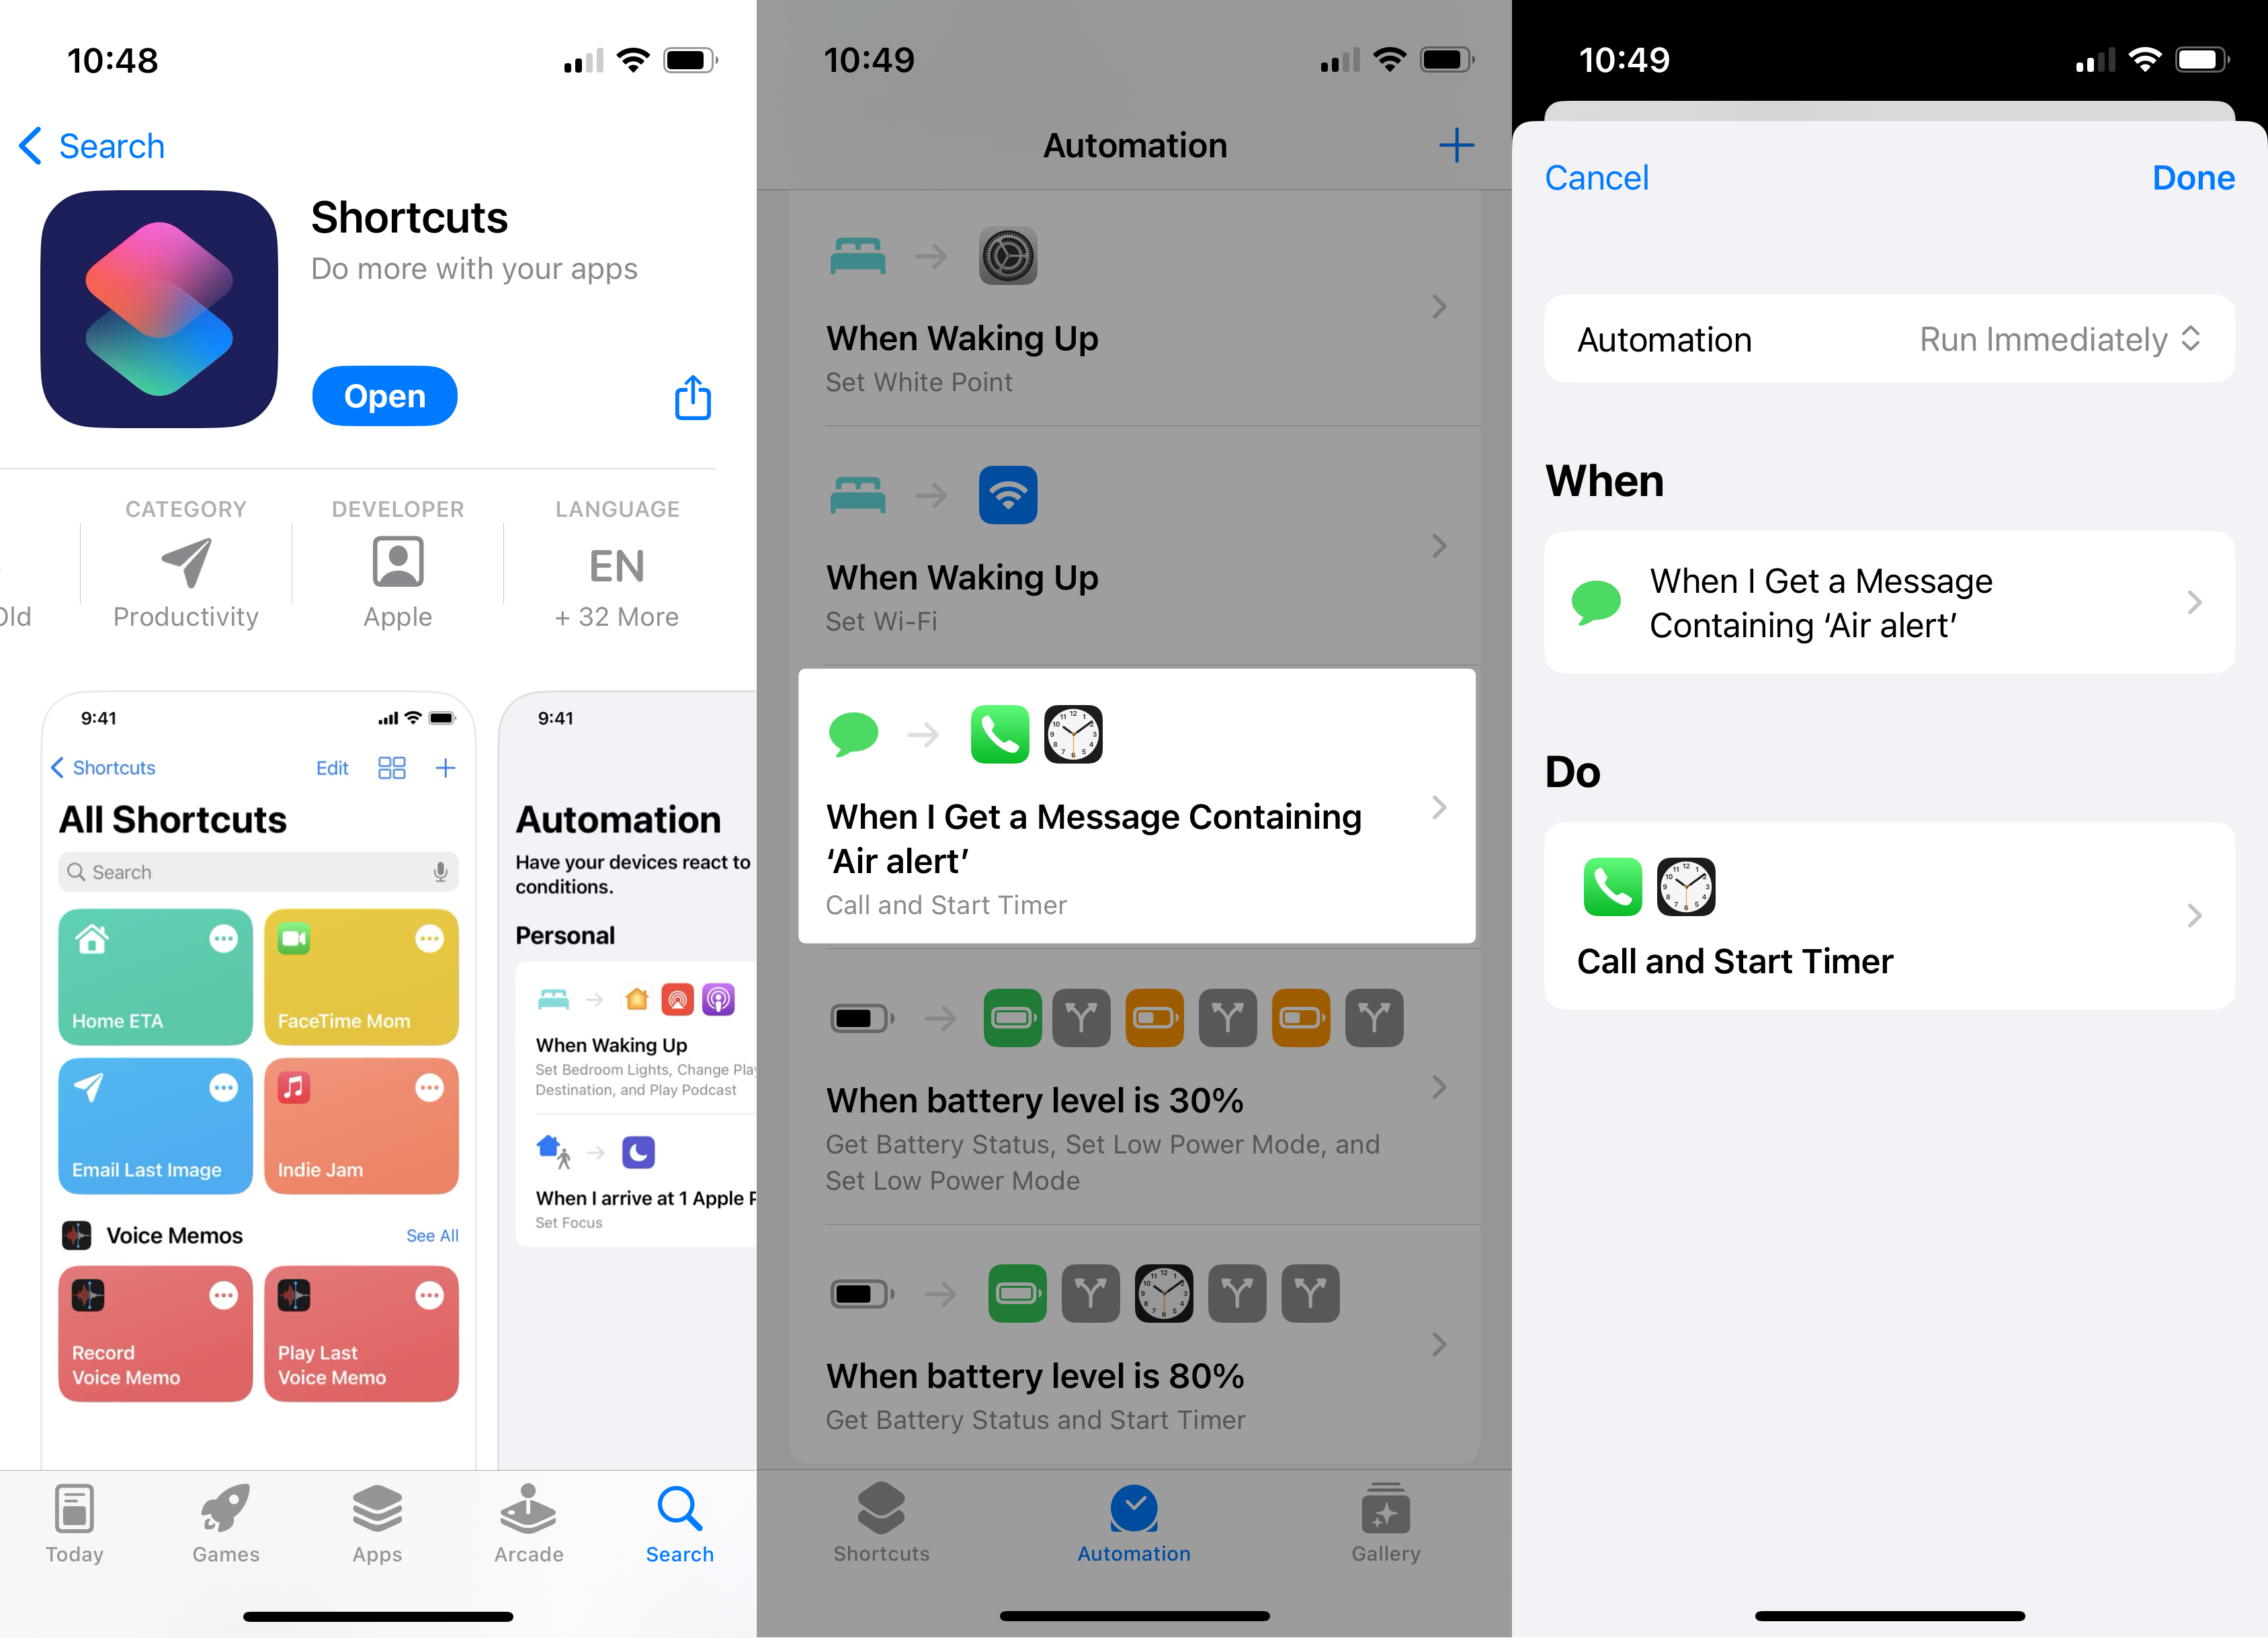 10:48
Search
Shortcuts
Do more with your apps
Open
CATEGORY
DEVELOPER
LANGUAGE
EN
Old
Productivity
Apple
+ 32 More
9:41
Shortcuts
Edit
All Shortcuts
Search
Home ETA
FaceTime Mom
Email Last Image
Indie Jam
Voice Memos
See All
Record
Voice Memo
Play Last
Voice Memo
9:41
Automation
Have your devices react to
conditions.
Personal
When Waking Up
Set Bedroom Lights, Change Play
Destination, and Play Podcast
When I arrive at 1 Apple P
Set Focus
Today
Games
Apps
Arcade
Search
10:49
Automation
When Waking Up
Set White Point
When Waking Up
Set Wi-Fi
When I Get a Message Containing
‘Air alert’
Call and Start Timer
When battery level is 30%
Get Battery Status, Set Low Power Mode, and
Set Low Power Mode
When battery level is 80%
Get Battery Status and Start Timer
Shortcuts
Automation
Gallery
10:49
Cancel
Done
Automation
Run Immediately
When
When I Get a Message
Containing ‘Air alert’
Do
Call and Start Timer